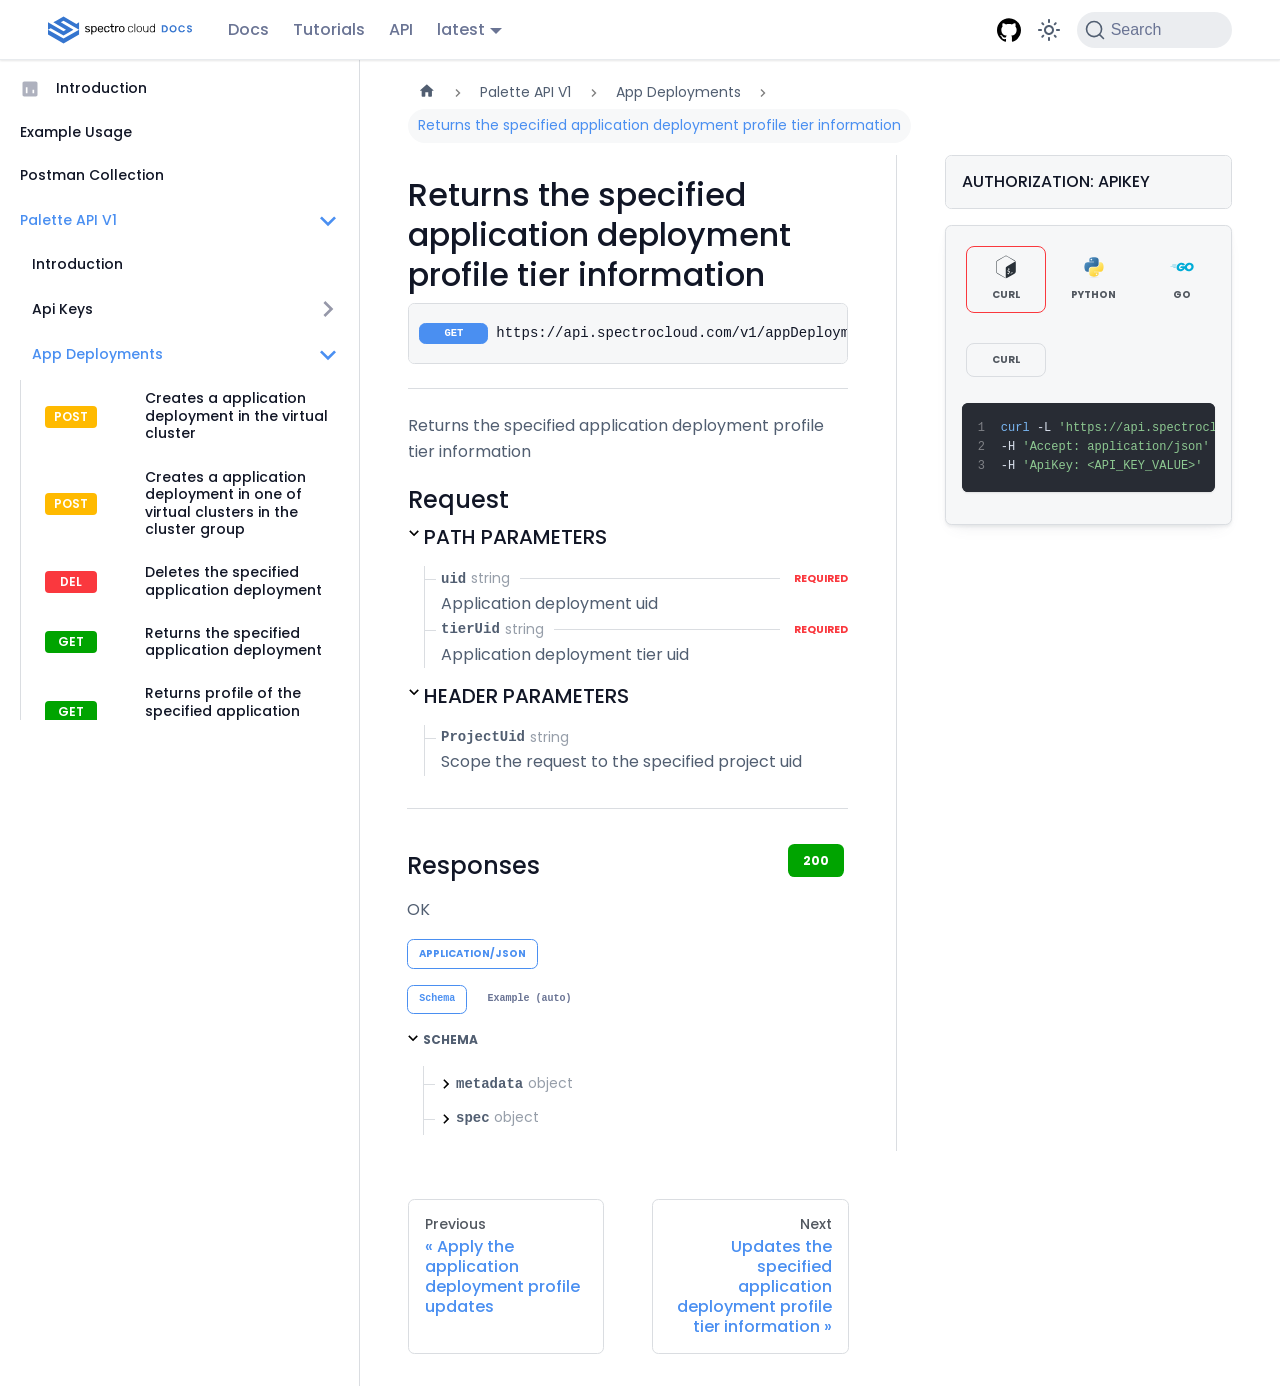 spectro cloud DOCS Docs Tutorials API latest Search
Introduction
Example Usage
Postman Collection
Palette API V1
Introduction
Api Keys
App Deployments
POST Creates a application
deployment in the virtual
cluster
POST Creates a application
deployment in one of
virtual clusters in the
cluster group
DEL Deletes the specified
application deployment
GET Returns the specified
application deployment
GET Returns profile of the
specified application
Palette API V1 App Deployments
Returns the specified application deployment profile tier information
Returns the specified
application deployment
profile tier information
GET https://api.spectrocloud.com/v1/appDeploym
Returns the specified application deployment profile
tier information
Request
PATH PARAMETERS
uid string REQUIRED
Application deployment uid
tierUid string REQUIRED
Application deployment tier uid
HEADER PARAMETERS
ProjectUid string
Scope the request to the specified project uid
Responses 200
OK
APPLICATION/JSON
Schema Example (auto)
SCHEMA
metadata object
spec object
Previous
« Apply the
application
deployment profile
updates
Next
Updates the
specified
application
deployment profile
tier information »
AUTHORIZATION: APIKEY
CURL PYTHON GO
CURL
1 curl -L 'https://api.spectrocl
2 -H 'Accept: application/json'
3 -H 'ApiKey: <API_KEY_VALUE>'